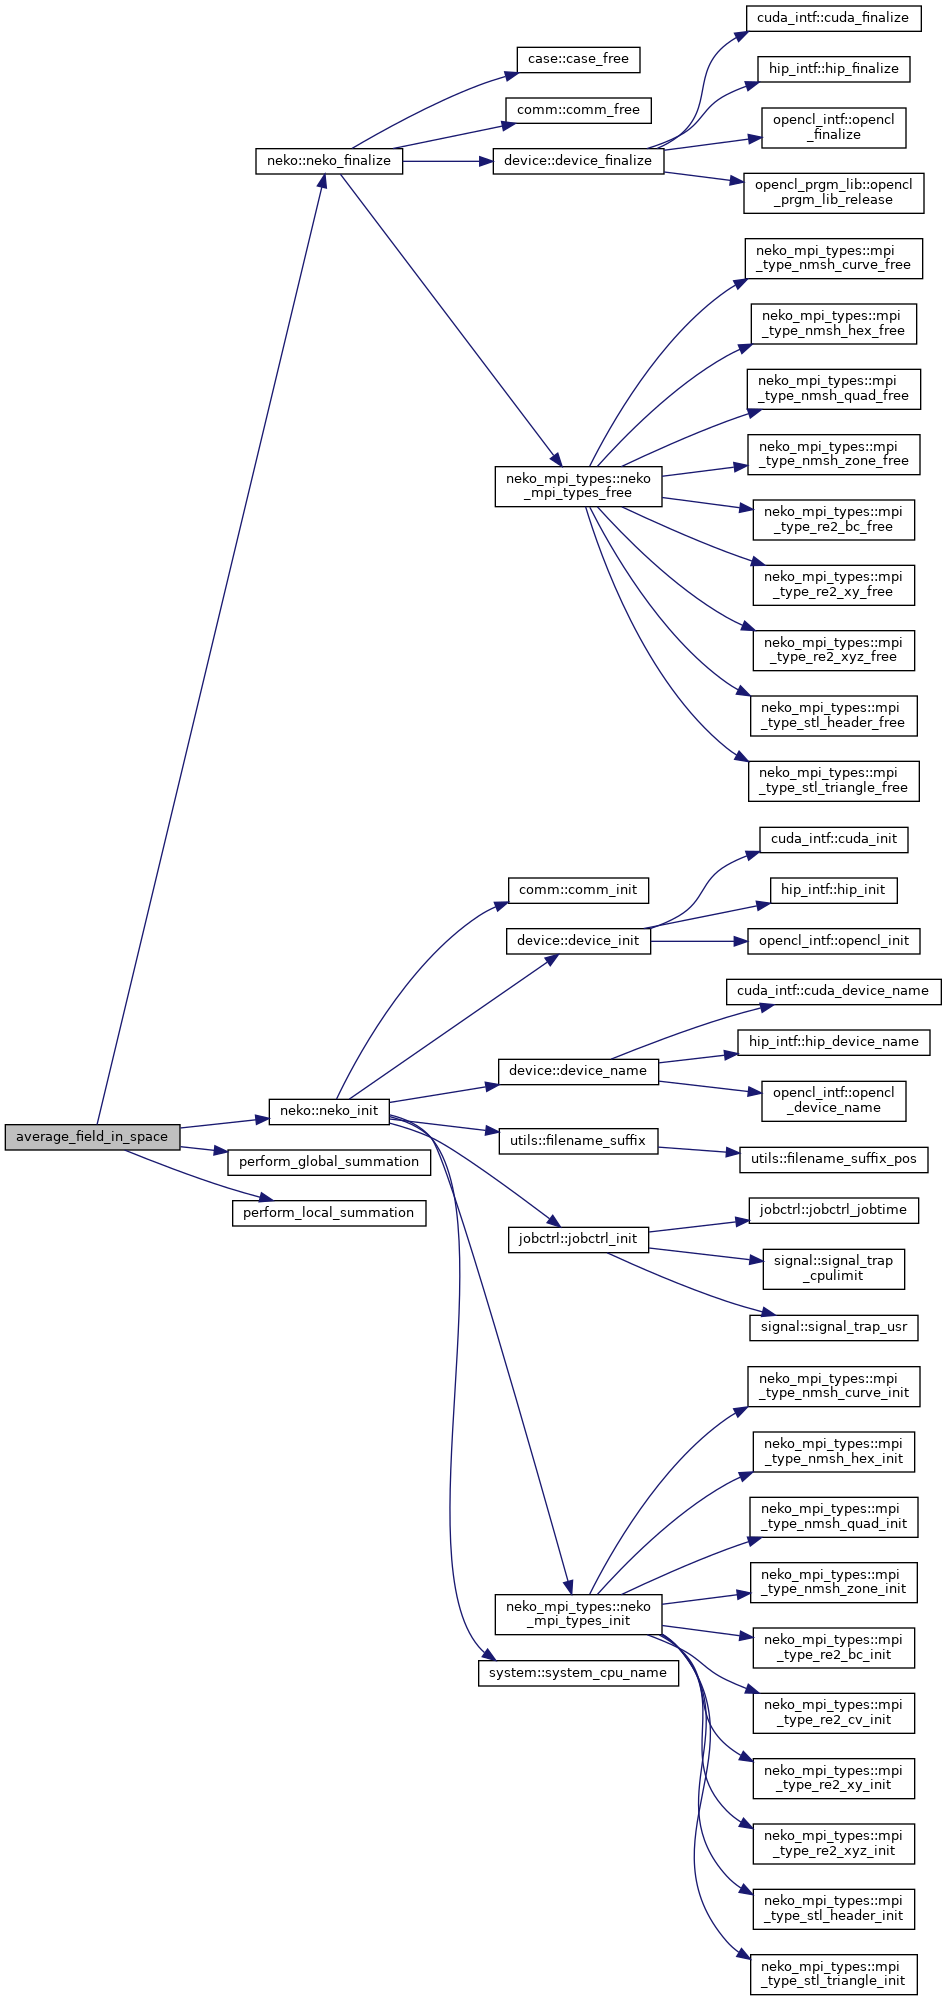 cuda_intf::cuda_finalize
case::case_free
hip_intf::hip_finalize
comm::comm_free
opencl_intf::opencl
_finalize
neko::neko_finalize
device::device_finalize
opencl_prgm_lib::opencl
_prgm_lib_release
neko_mpi_types::mpi
_type_nmsh_curve_free
neko_mpi_types::mpi
_type_nmsh_hex_free
neko_mpi_types::mpi
_type_nmsh_quad_free
neko_mpi_types::mpi
_type_nmsh_zone_free
neko_mpi_types::neko
_mpi_types_free
neko_mpi_types::mpi
_type_re2_bc_free
neko_mpi_types::mpi
_type_re2_xy_free
neko_mpi_types::mpi
_type_re2_xyz_free
neko_mpi_types::mpi
_type_stl_header_free
neko_mpi_types::mpi
_type_stl_triangle_free
cuda_intf::cuda_init
comm::comm_init
hip_intf::hip_init
device::device_init
opencl_intf::opencl_init
cuda_intf::cuda_device_name
hip_intf::hip_device_name
device::device_name
opencl_intf::opencl
_device_name
neko::neko_init
average_field_in_space
utils::filename_suffix
utils::filename_suffix_pos
perform_global_summation
perform_local_summation
jobctrl::jobctrl_jobtime
jobctrl::jobctrl_init
signal::signal_trap
_cpulimit
signal::signal_trap_usr
neko_mpi_types::mpi
_type_nmsh_curve_init
neko_mpi_types::mpi
_type_nmsh_hex_init
neko_mpi_types::mpi
_type_nmsh_quad_init
neko_mpi_types::mpi
_type_nmsh_zone_init
neko_mpi_types::neko
_mpi_types_init
neko_mpi_types::mpi
_type_re2_bc_init
system::system_cpu_name
neko_mpi_types::mpi
_type_re2_cv_init
neko_mpi_types::mpi
_type_re2_xy_init
neko_mpi_types::mpi
_type_re2_xyz_init
neko_mpi_types::mpi
_type_stl_header_init
neko_mpi_types::mpi
_type_stl_triangle_init